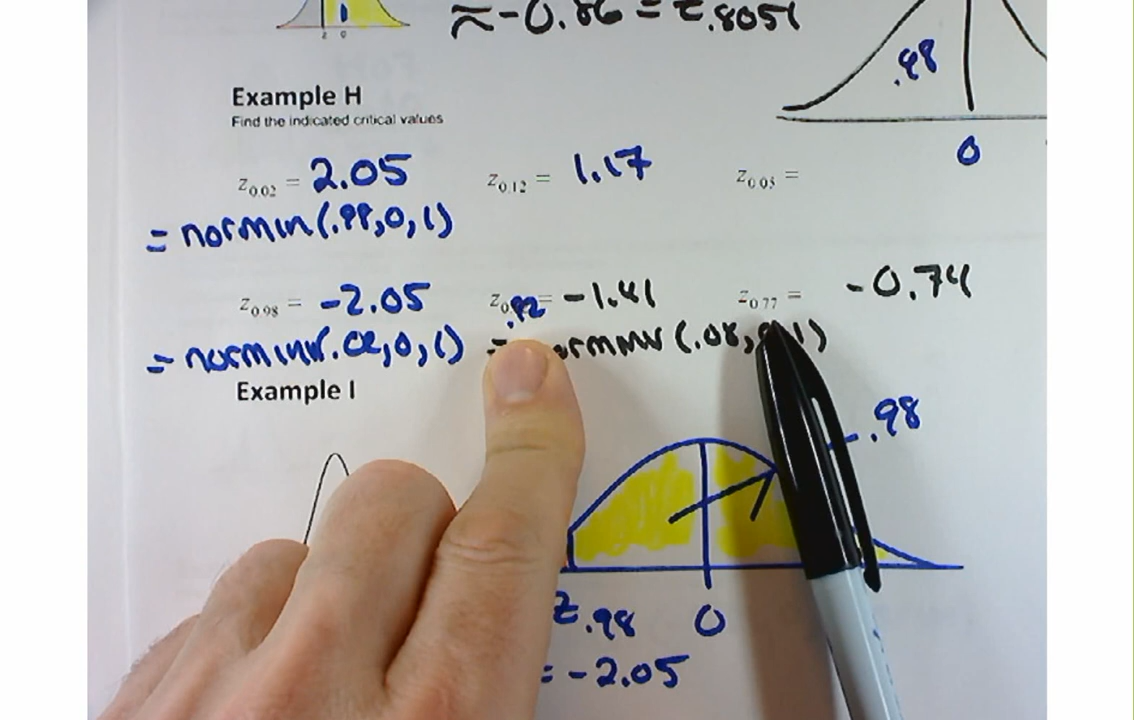 ≈ -0.86 = z.8051
.98
Example H
Find the indicated critical values
0
z0.02 = 2.05
z0.12 = 1.17
z0.05 =
= normin(.98,0,1)
z0.98 = -2.05
.92 = -1.41
z0.77 = -0.74
= norminv(.02,0,1)
(.08, 1)
Example I
.98
z.98 0
= -2.05